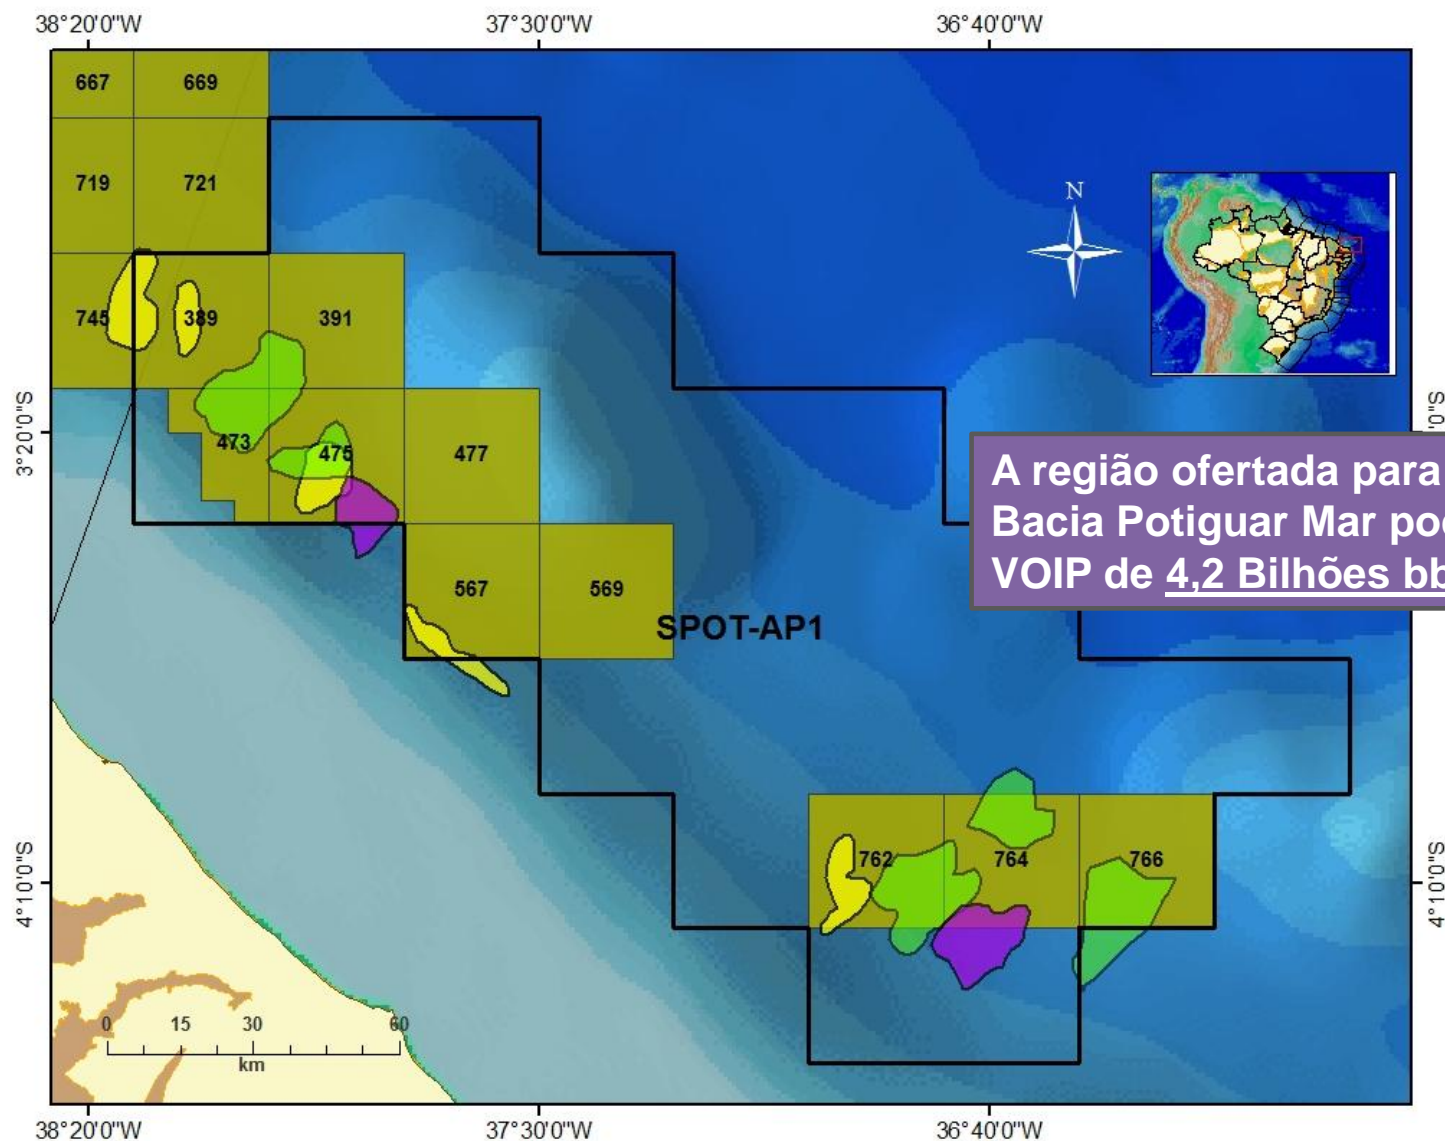 38°20'0"W 37°30'0"W 36°40'0"W
667 669
719 721
N
745 389 391
3°20'0"S
473 475 477
A região ofertada para
Bacia Potiguar Mar
VOIP de 4,2 Bilhões
567 569
SPOT-AP1
762 764 766
4°10'0"S 4°10'0"S
0 15 30 60
km
38°20'0"W 37°30'0"W 36°40'0"W